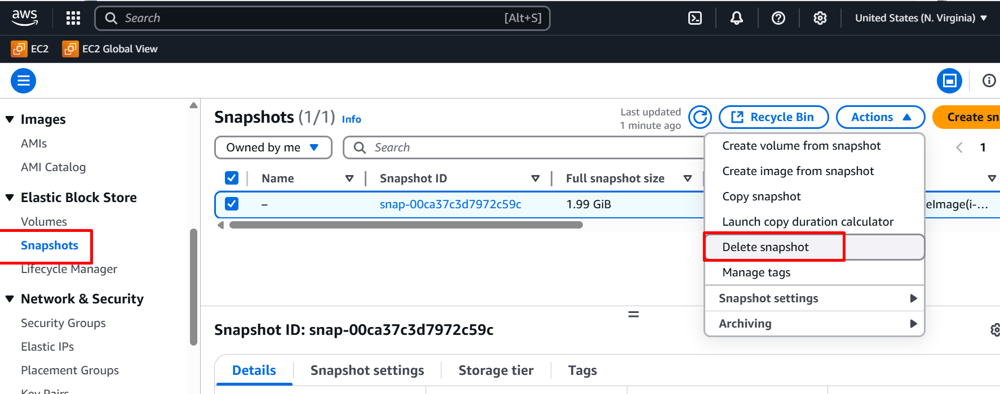 aws
Search
[Alt+S]
United States (N. Virginia)
EC2
EC2 Global View
Images
AMIs
AMI Catalog
Elastic Block Store
Volumes
Snapshots
Lifecycle Manager
Network & Security
Security Groups
Elastic IPs
Placement Groups
Key Pairs
Snapshots (1/1) Info
Last updated
1 minute ago
Recycle Bin
Actions
Create sn
Owned by me
Search
1
Name
Snapshot ID
Full snapshot size
–
snap-00ca37c3d7972c59c
1.99 GiB
eImage(i-...
Create volume from snapshot
Create image from snapshot
Copy snapshot
Launch copy duration calculator
Delete snapshot
Manage tags
Snapshot settings
Archiving
Snapshot ID: snap-00ca37c3d7972c59c
Details
Snapshot settings
Storage tier
Tags